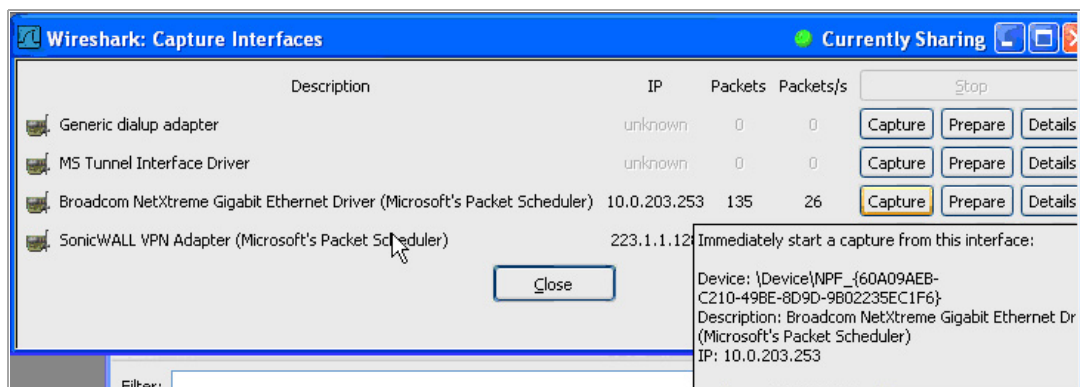 Wireshark: Capture Interfaces Currently Sharing
Description IP Packets Packets/s Stop
Generic dialup adapter unknown 0 0 Capture Prepare Details
MS Tunnel Interface Driver unknown 0 0 Capture Prepare Details
Broadcom NetXtreme Gigabit Ethernet Driver (Microsoft's Packet Scheduler) 10.0.203.253 135 26 Capture Prepare Details
SonicWALL VPN Adapter (Microsoft's Packet Scheduler) 223.1.1.128
Immediately start a capture from this interface:
Close
Device: \Device\NPF_{60A09AEB-
C210-49BE-8D9D-9B02235EC1F6}
Description: Broadcom NetXtreme Gigabit Ethernet Dr
(Microsoft's Packet Scheduler)
IP: 10.0.203.253
Filter: